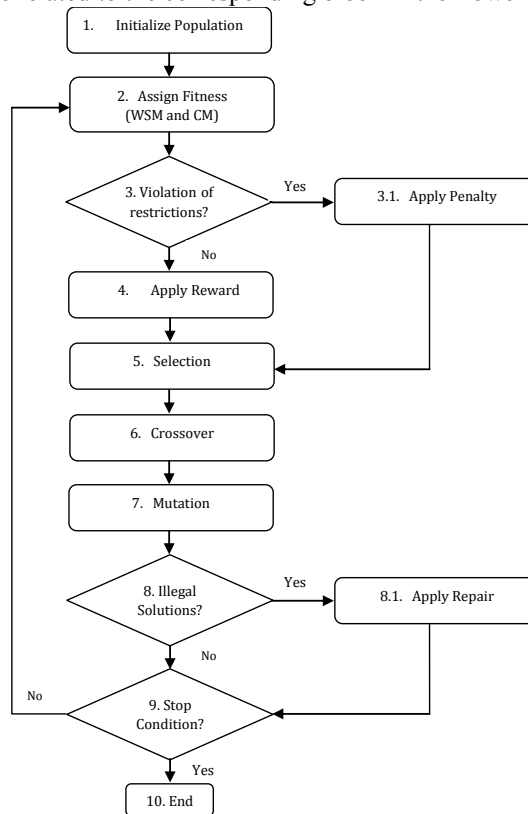 1. Initialize Population
2. Assign Fitness
(WSM and CM)
3. Violation of
restrictions?
Yes
3.1. Apply Penalty
No
4. Apply Reward
5. Selection
6. Crossover
7. Mutation
8. Illegal
Solutions?
Yes
8.1. Apply Repair
No
9. Stop
Condition?
No
Yes
10. End